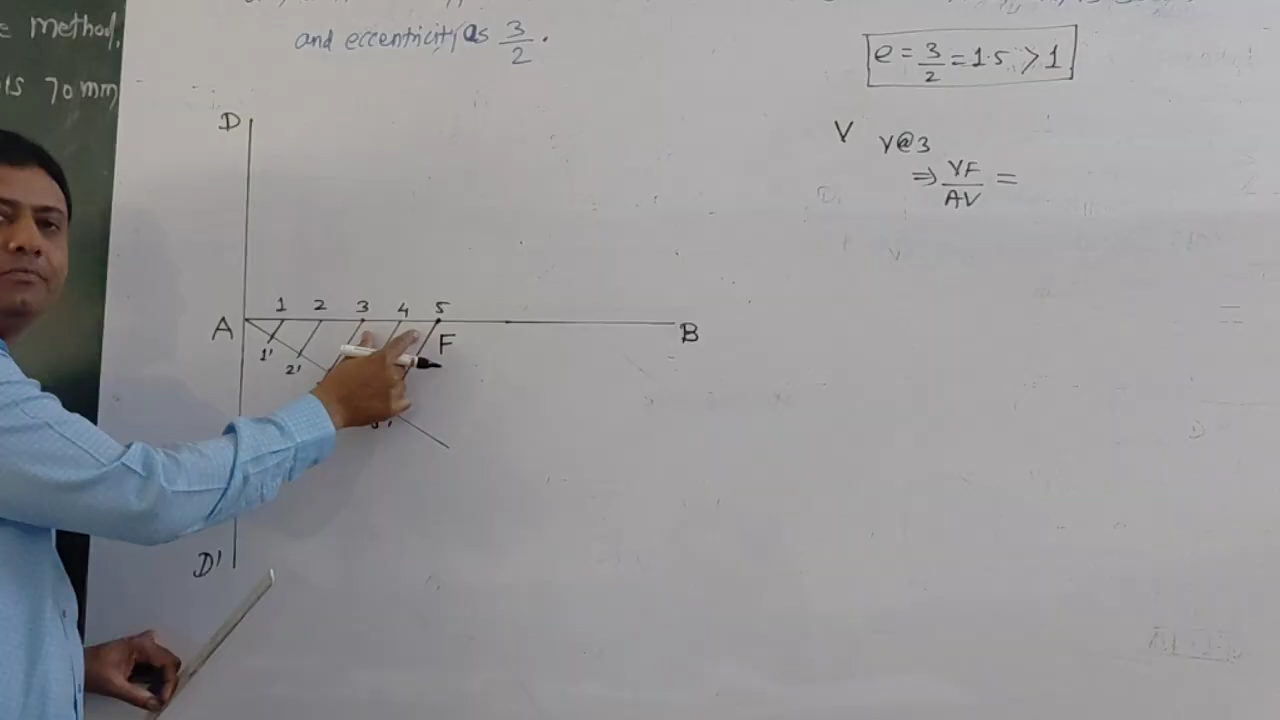 e method,
is 70 mm
and eccentricity as 3/2.
e = 3/2 = 1.5 > 1
D
V V@3
⇒ VF/AV =
1 2 3 4 5
A F B
1'
2'
D'